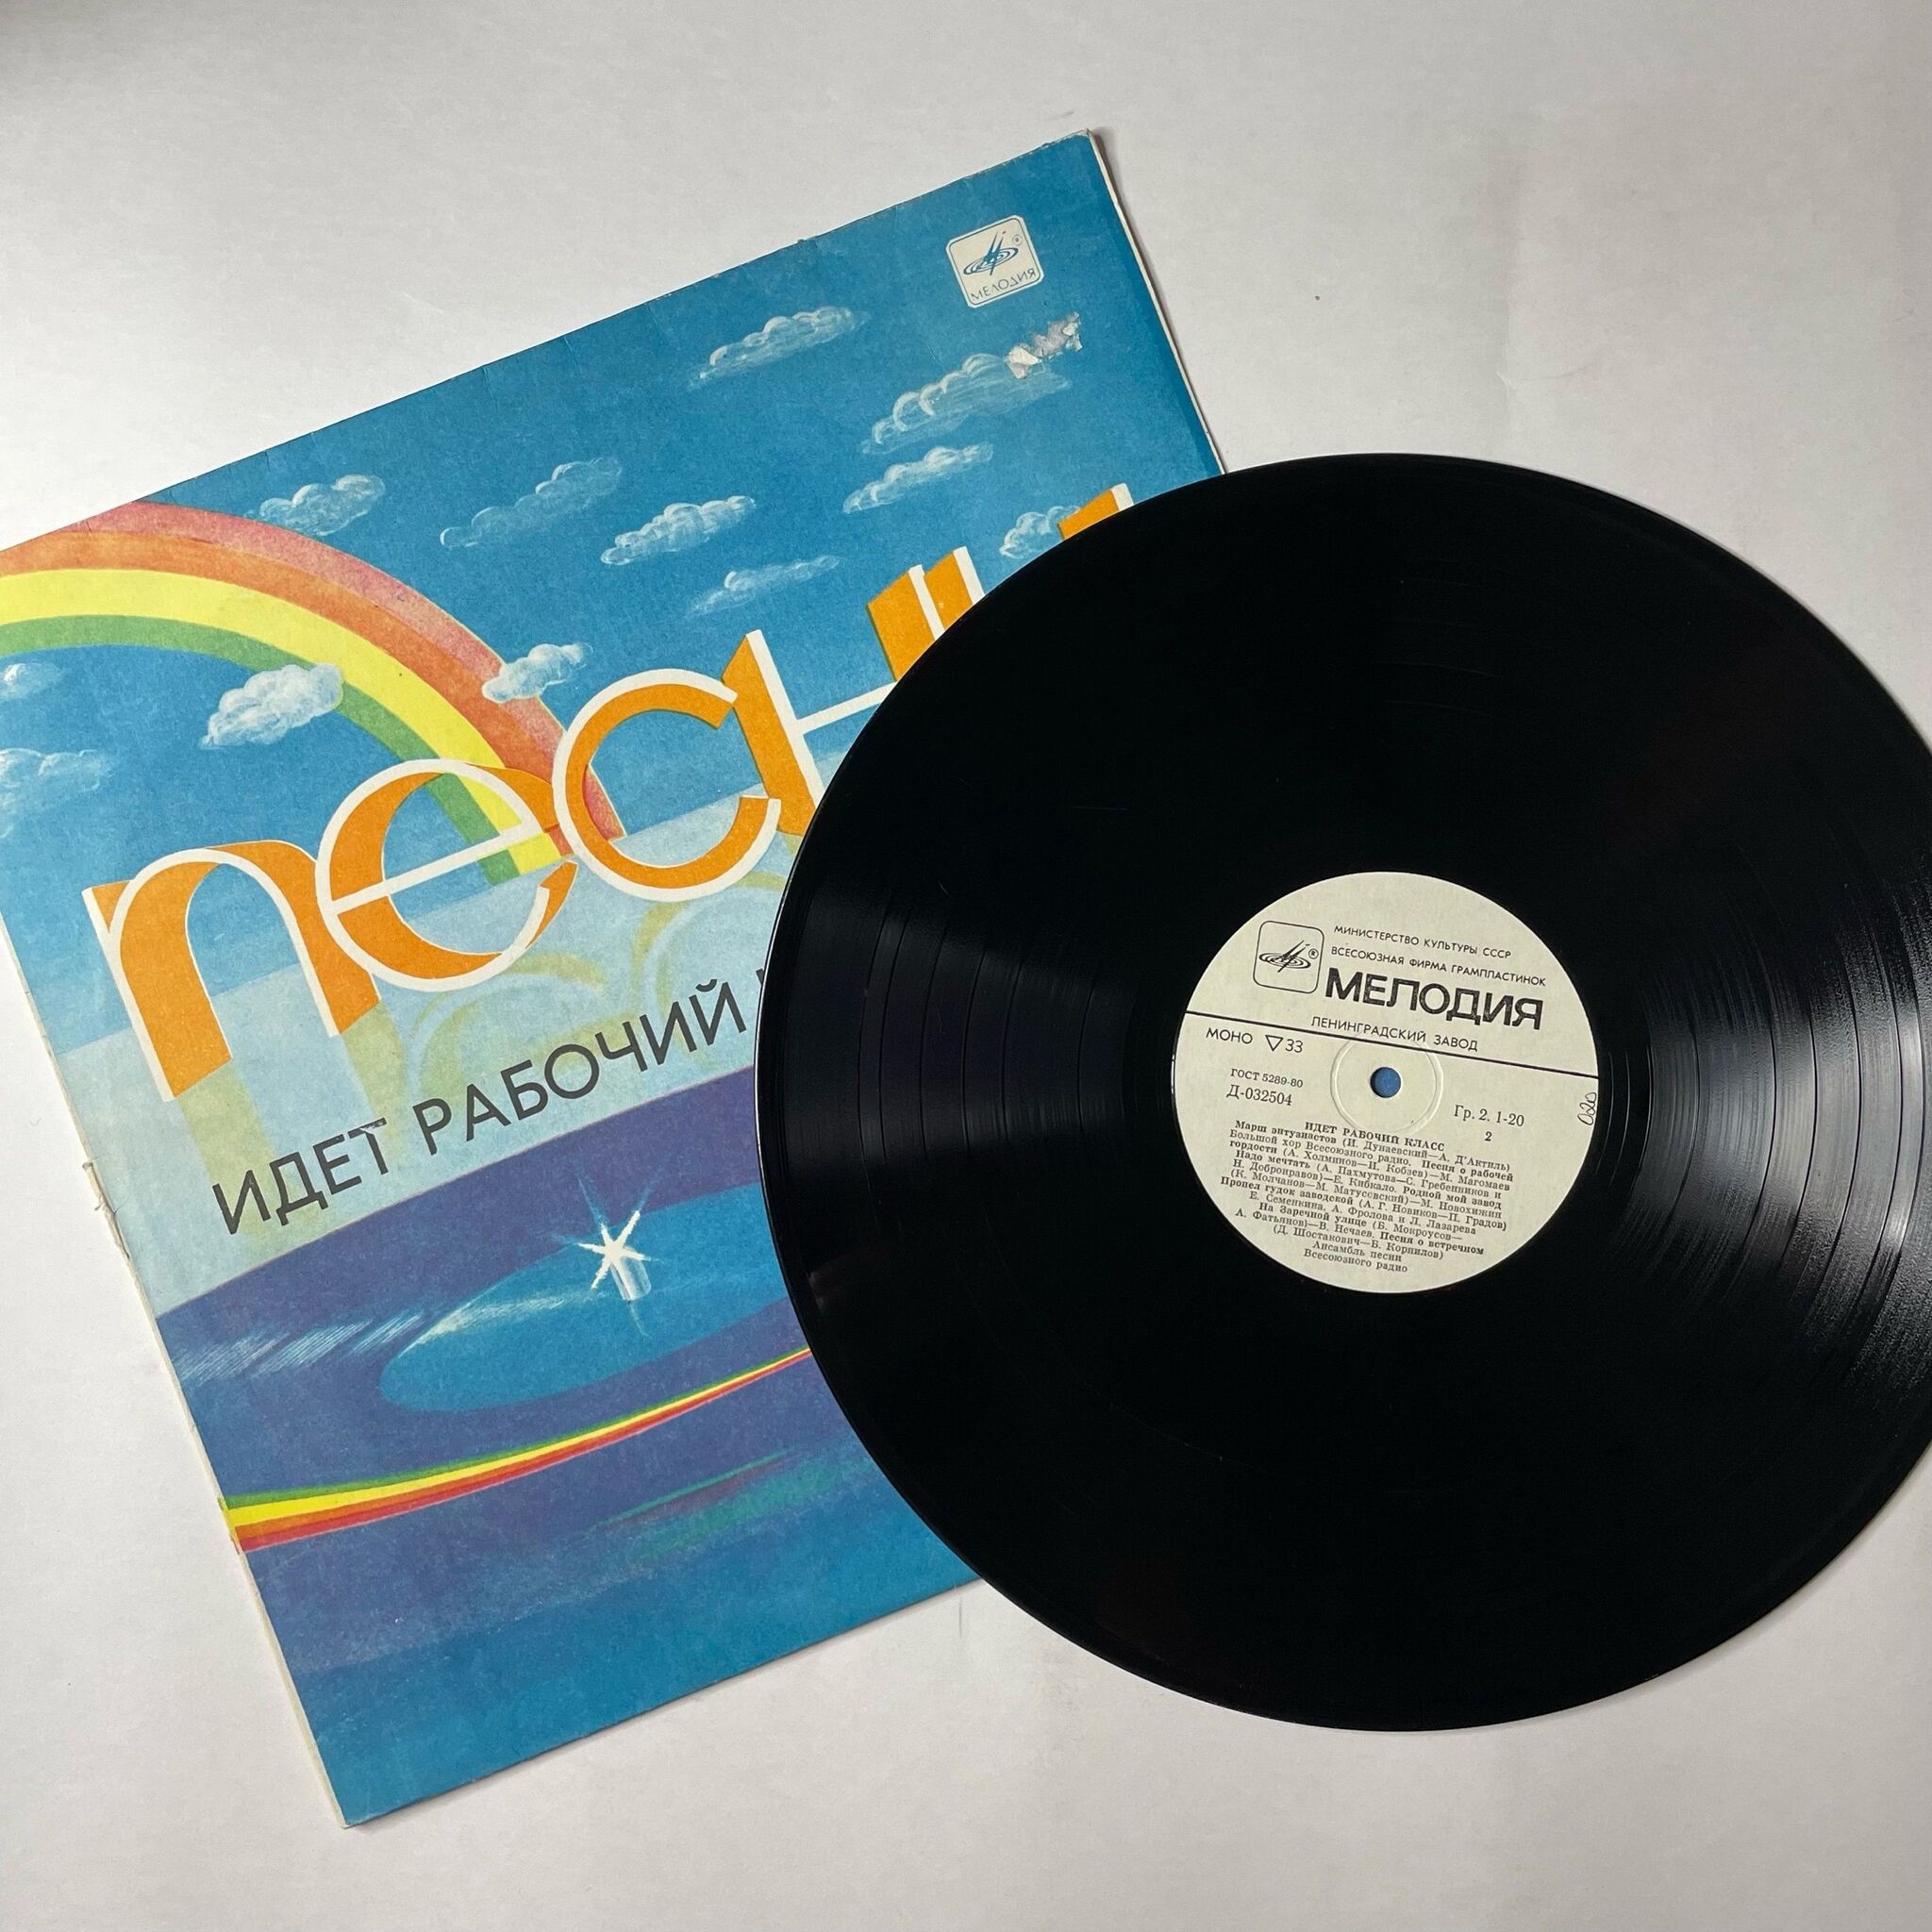 МЕЛОДИЯ
песни
ИДЕТ РАБОЧИЙ
МИНИСТЕРСТВО КУЛЬТУРЫ СССР
ВСЕСОЮЗНАЯ ФИРМА ГРАМПЛАСТИНОК
МЕЛОДИЯ
ЛЕНИНГРАДСКИЙ ЗАВОД
МОНО 33
ГОСТ 5289-80
Д-032504
Гр. 2. 1-20
2
ИДЕТ РАБОЧИЙ КЛАСС
Марш энтузиастов (И. Дунаевский—А. Д'Актиль)
Большой хор Всесоюзного радио. Песня о рабочей
гордости (А. Холминов—И. Кобзев)—М. Магомаев
Надо мечтать (А. Пахмутова—С. Гребенников и
Н. Добронравов)—Е. Кибкало. Родной мой завод
(К. Молчанов—М. Матусовский)—М. Новохижин
Пропел гудок заводской (А. Г. Новиков—П. Градов)
Е. Семенкина, А. Фролова и Л. Лазарева
На Заречной улице (Б. Мокроусов—
А. Фатьянов)—В. Нечаев. Песня о встречном
(Д. Шостакович—Б. Корнилов)
Ансамбль песни
Всесоюзного радио